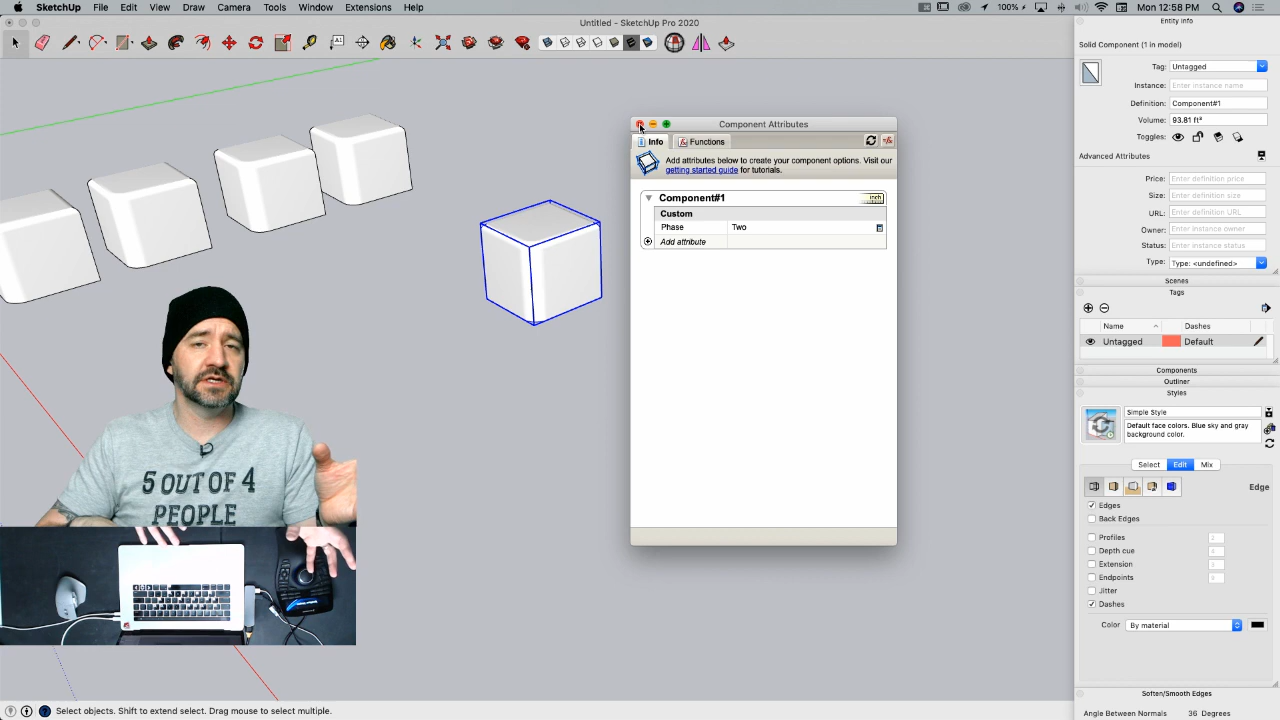 SketchUp File Edit View Draw Camera Tools Window Extensions Help
100% Mon 12:58 PM
Untitled - SketchUp Pro 2020
Entity Info
Solid Component (1 in model)
Tag: Untagged
Instance: Enter instance name
Definition: Component#1
Volume: 93.81 ft³
Toggles:
Advanced Attributes
Price: Enter definition price
Size: Enter definition size
URL: Enter definition URL
Owner: Enter instance owner
Status: Enter instance status
Type: Type: <undefined>
Scenes
Tags
Name Dashes
Untagged Default
Components
Outliner
Styles
Simple Style
Default face colors. Blue sky and gray
background color.
Select Edit Mix
Edge
Edges
Back Edges
Profiles 2
Depth cue 4
Extension 3
Endpoints 9
Jitter
Dashes
Color By material
Soften/Smooth Edges
Angle Between Normals 36 Degrees
Component Attributes
Info Functions
Add attributes below to create your component options. Visit our
getting started guide for tutorials.
Component#1 inch
Custom
Phase Two
Add attribute
5 OUT OF 4
PEOPLE
Select objects. Shift to extend select. Drag mouse to select multiple.